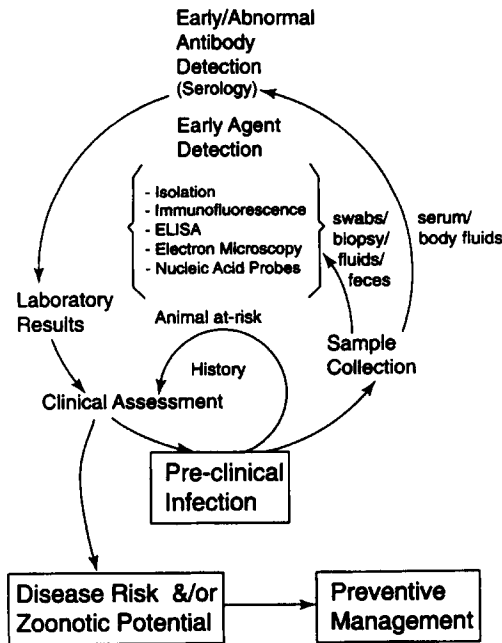 Early/Abnormal
Antibody
Detection
(Serology)
Early Agent
Detection
- Isolation
- Immunofluorescence
- ELISA
- Electron Microscopy
- Nucleic Acid Probes
swabs/
biopsy/
fluids/
feces
serum/
body fluids
Laboratory
Results
Animal at-risk
Sample
Collection
History
Clinical Assessment
Pre-clinical
Infection
Disease Risk &/or
Zoonotic Potential
Preventive
Management